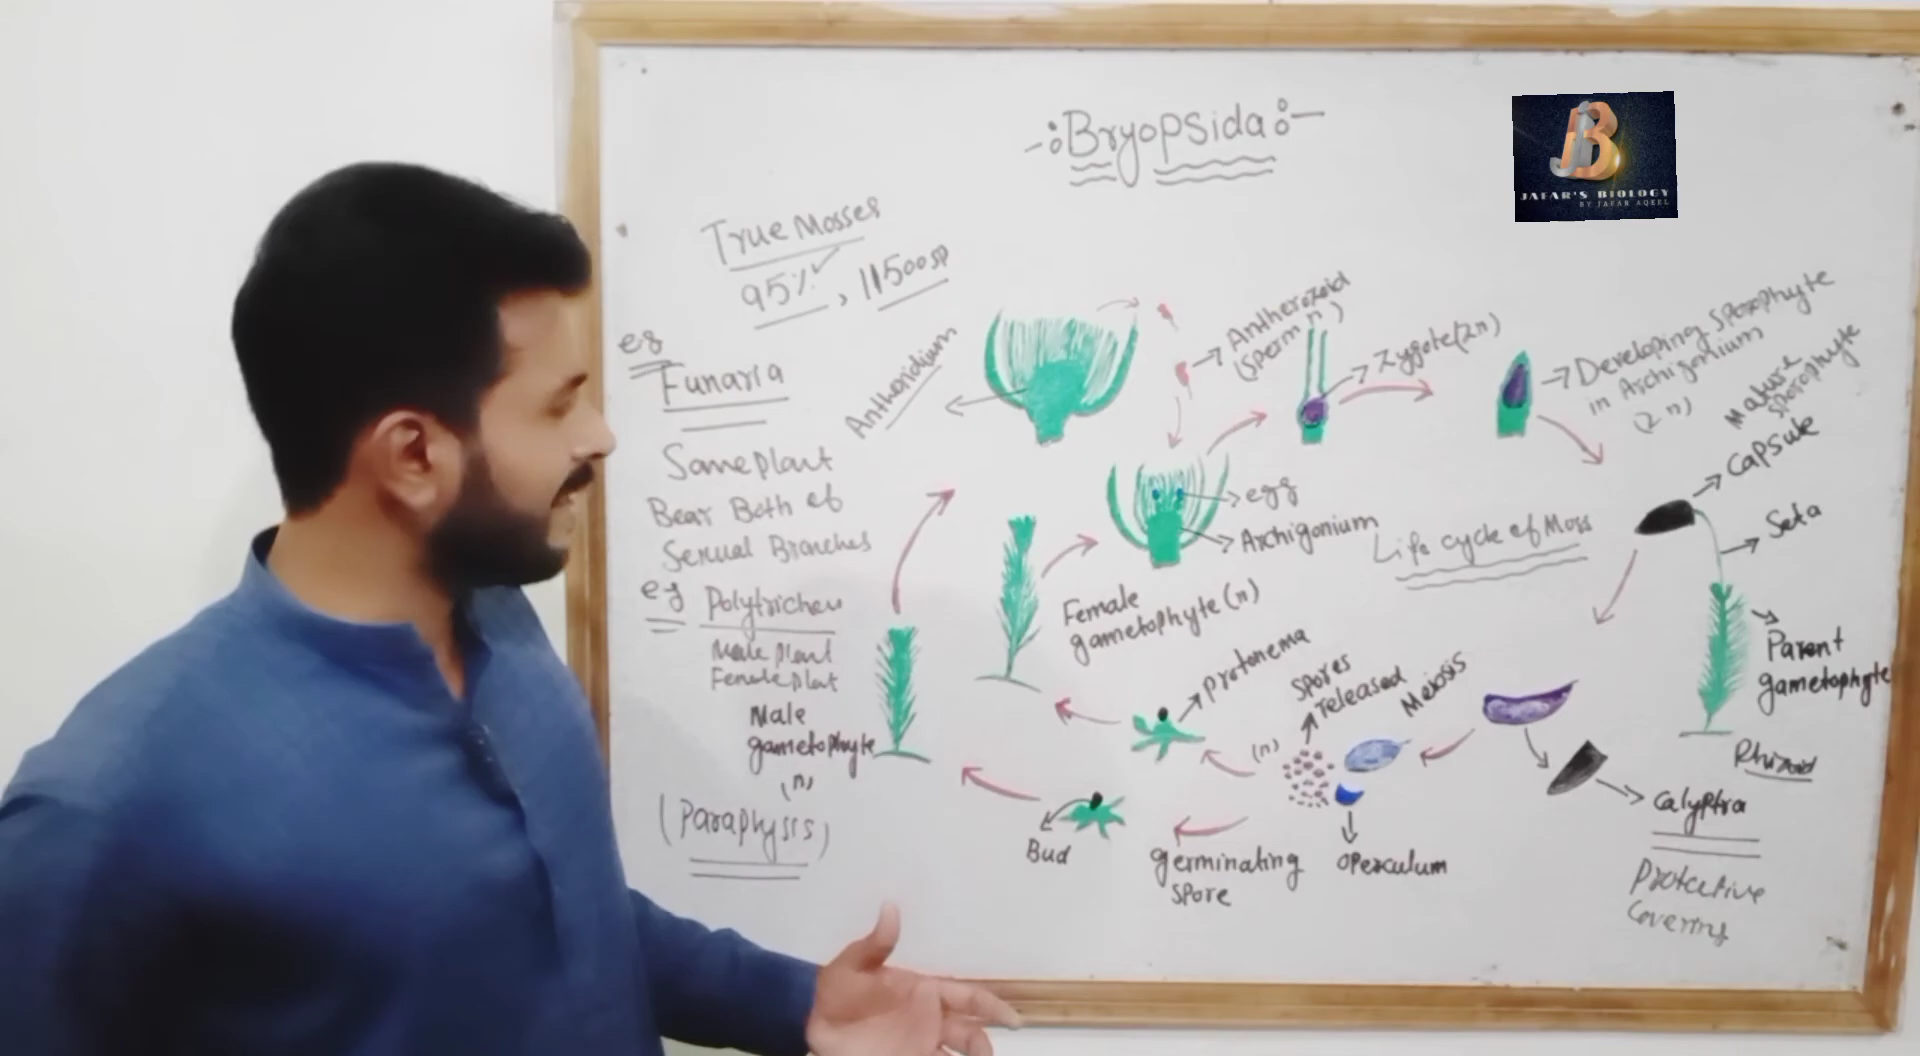 -: Bryopsida :-
JB
JAFAR'S BIOLOGY
BY JAFAR AQEEL
True Mosses
95% ✓, 11500 sp
eg
Funaria
Same plant
Bear Both of
Sexual Branches
eg Polytrichum
Male plant
Female plant
Male
gametophyte
(n)
(Paraphysis)
Antheridium
Antherozoid
(sperm n)
Zygote(2n)
Developing Sporophyte
in Archigonium
(2n)
Mature
Sporophyte
Capsule
Seta
egg
Archigonium
Life cycle of Moss
Female
gametophyte(n)
Protonema
Spores
released
Meiosis
(n)
Parent
gametophyte
Rhizoid
Calyptra
Protective
Covering
Bud
germinating
spore
operculum